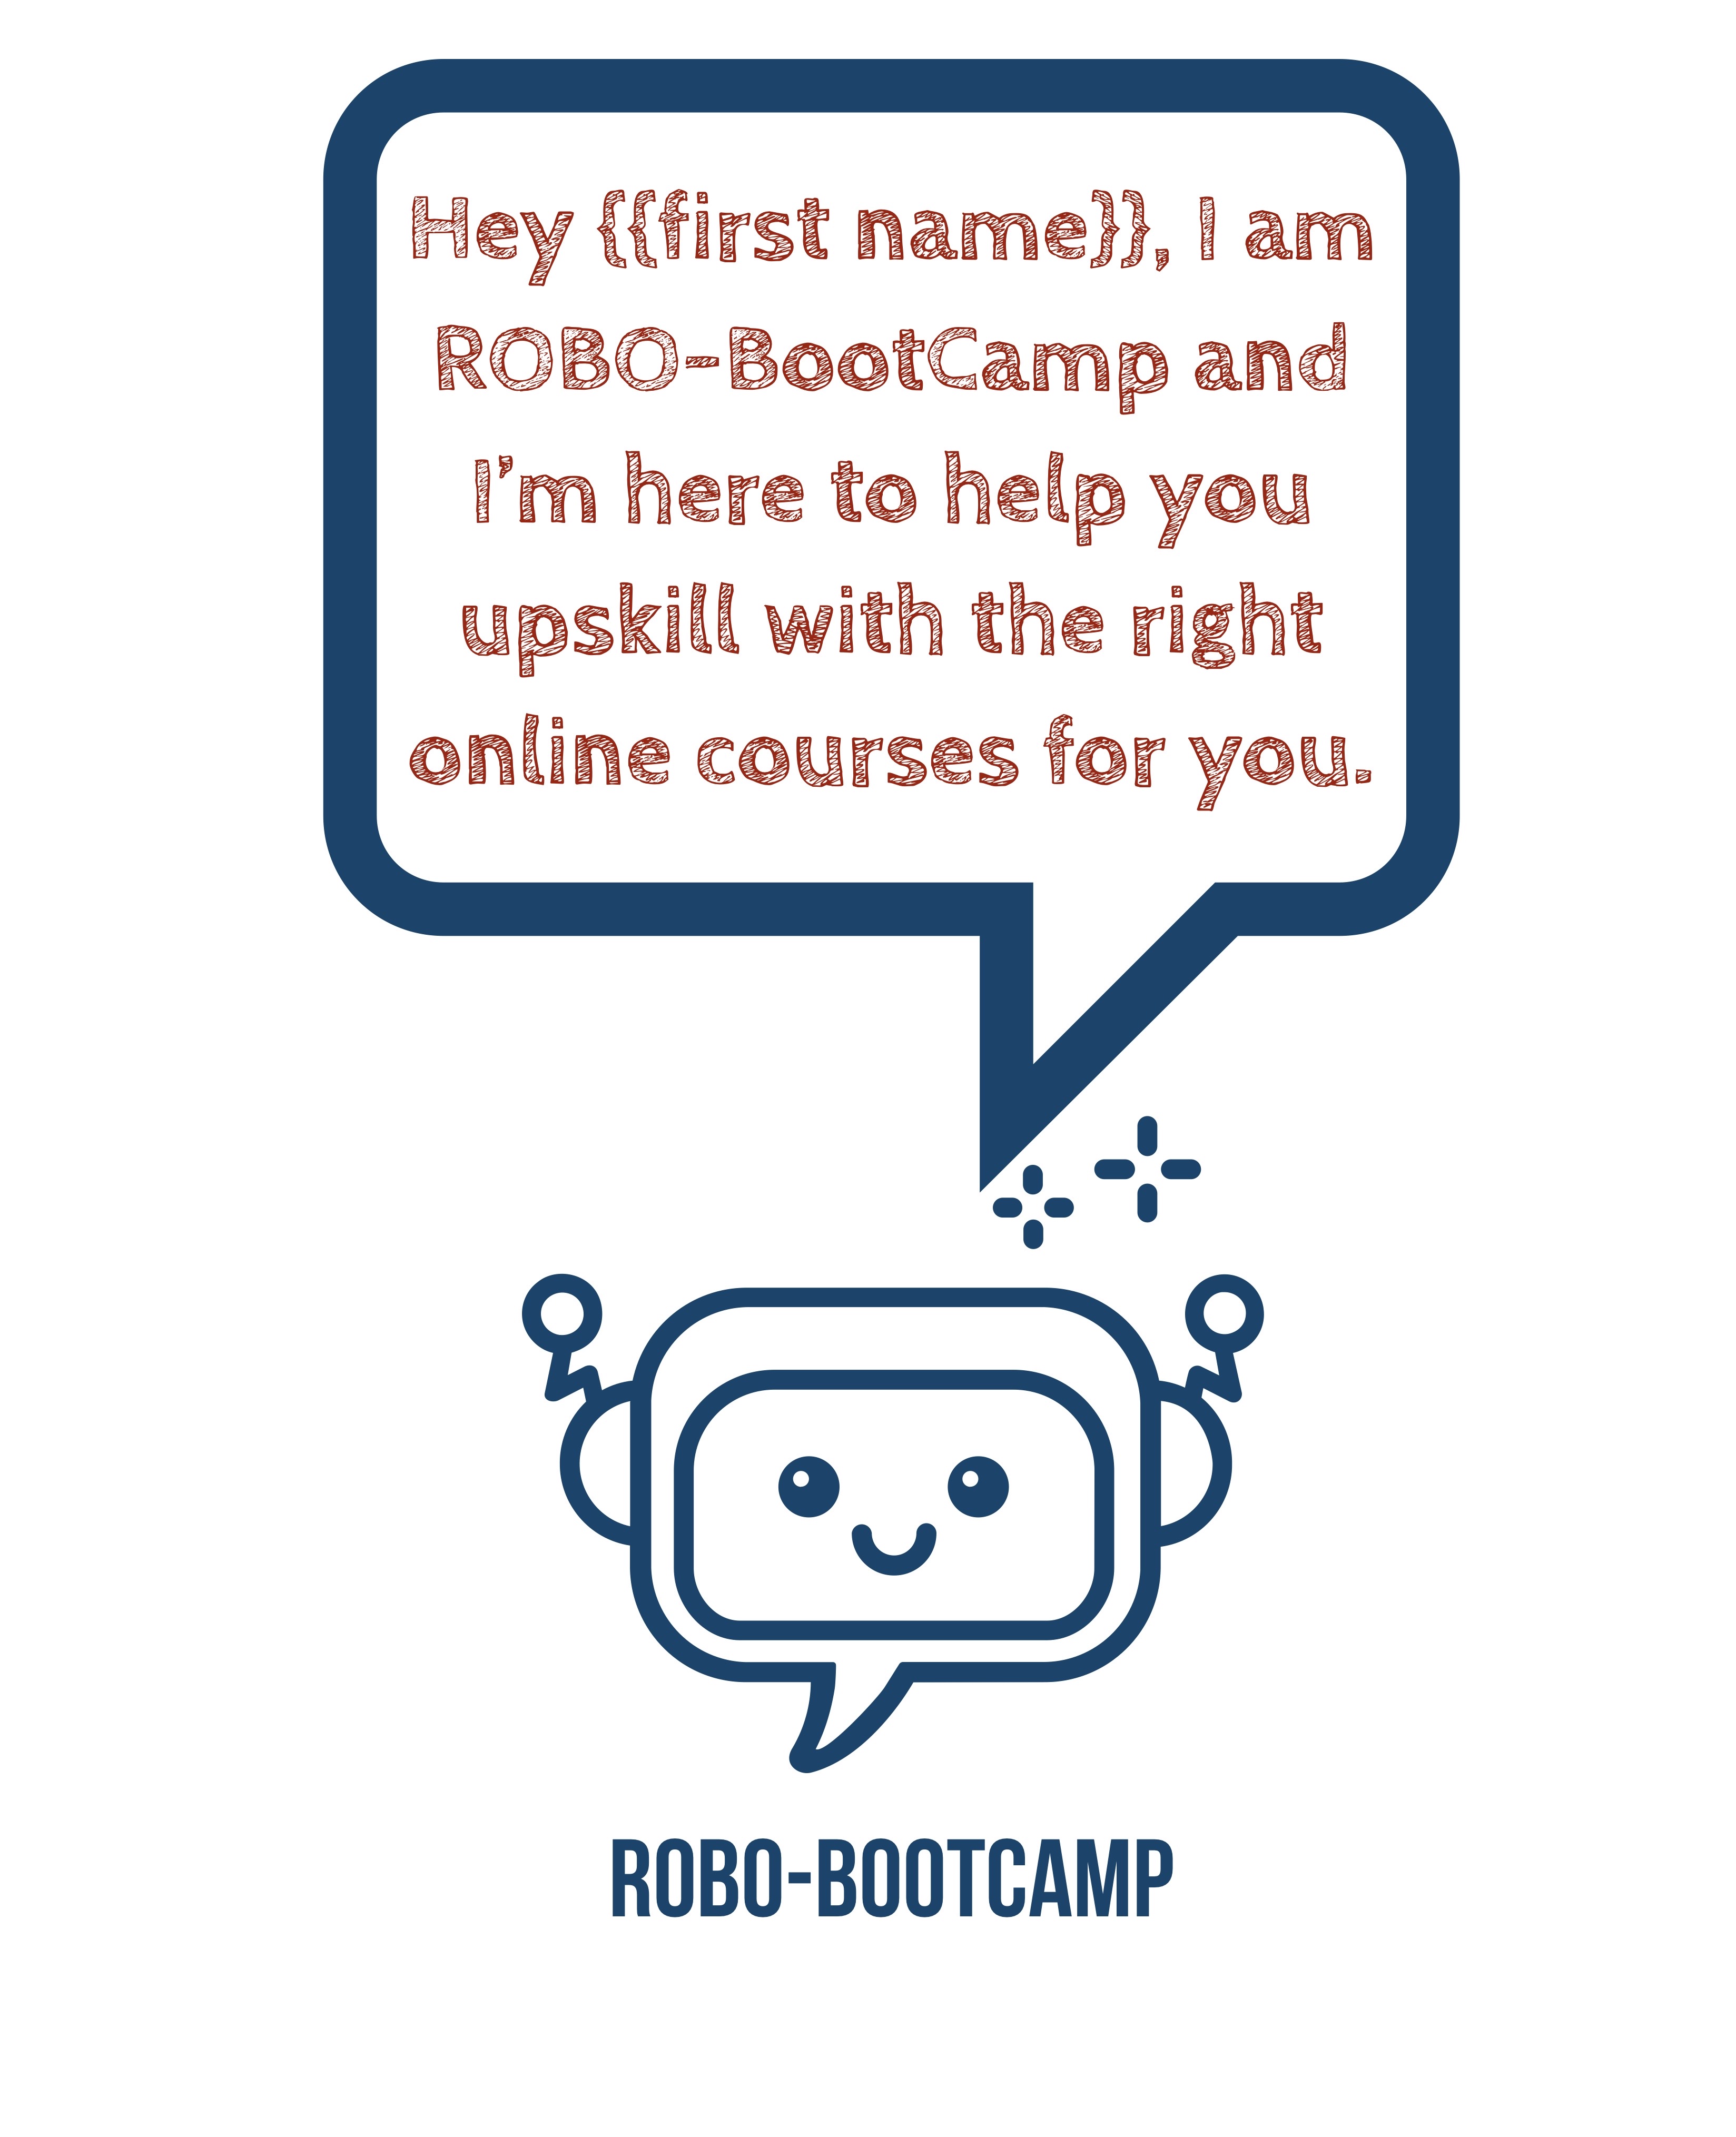 Hey {{first name}}, I am
ROBO-BootCamp and
I’m here to help you
upskill with the right
online courses for you.
ROBO-BOOTCAMP